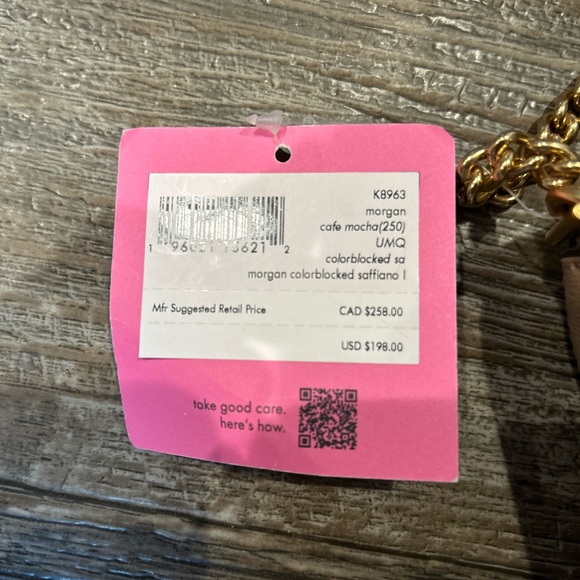 K8963
morgan
cafe mocha(250)
UMQ
colorblocked sa
morgan colorblocked saffiano l
Mfr Suggested Retail Price CAD $258.00
USD $198.00
take good care.
here's how.